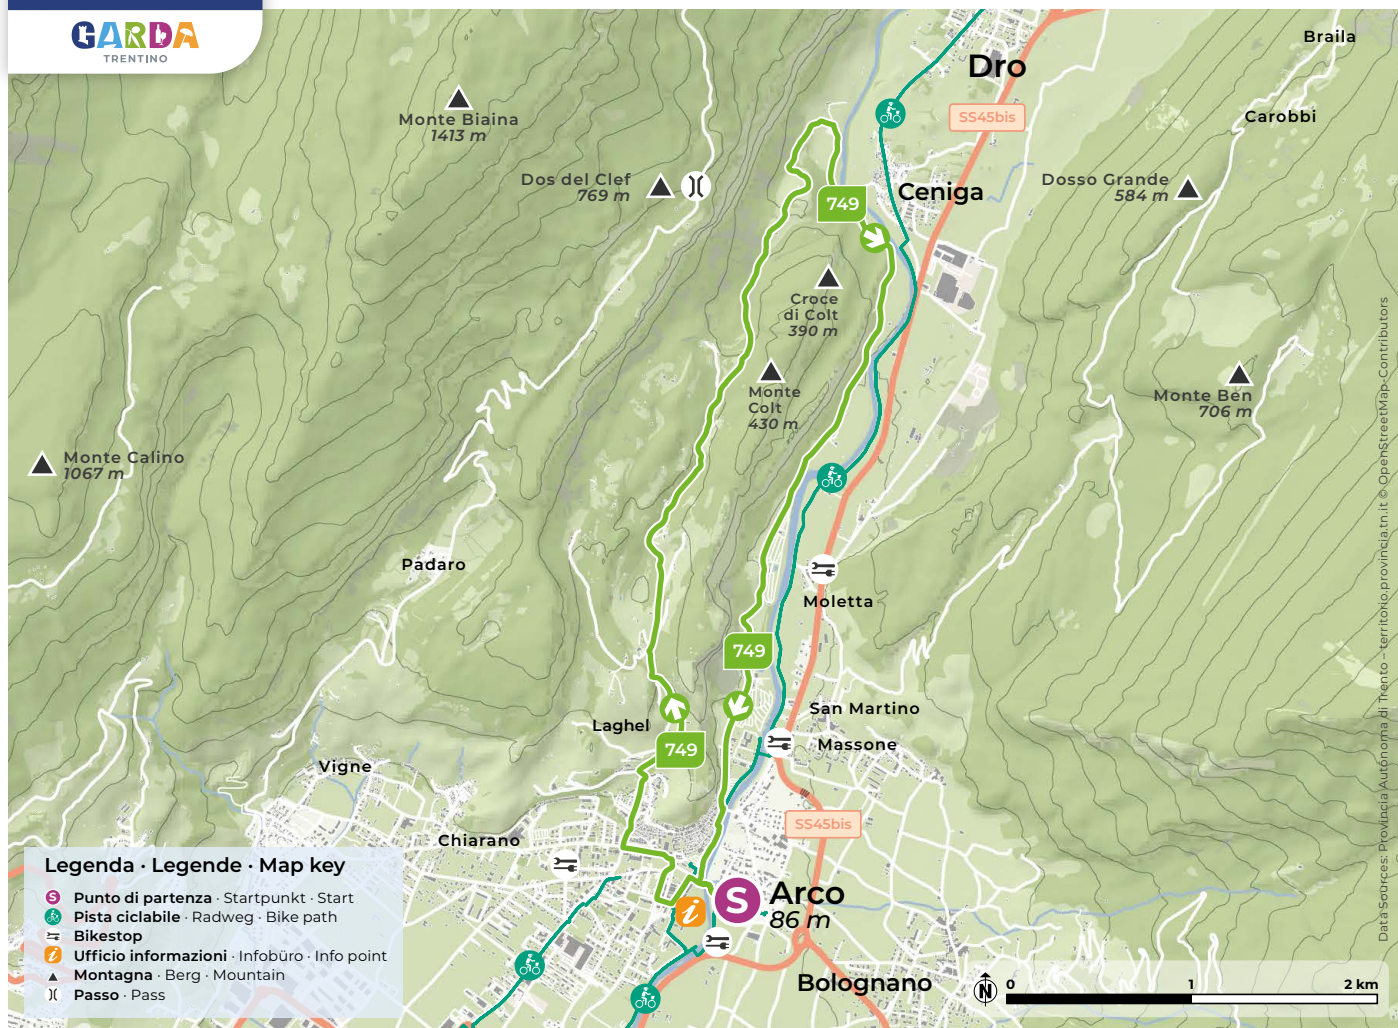 GARDA
TRENTINO
Braila
Dro
SS45bis
Carobbi
Monte Biaina
1413 m
Dos del Clef
769 m
Dosso Grande
584 m
749
Ceniga
Croce
di Colt
390 m
Monte
Colt
430 m
Monte Ben
706 m
Monte Calino
1067 m
Padaro
Moletta
749
San Martino
Laghel
749
Massone
Vigne
SS45bis
Chiarano
S
Arco
86 m
i
Bolognano
Legenda · Legende · Map key
S Punto di partenza · Startpunkt · Start
Pista ciclabile · Radweg · Bike path
Bikestop
i Ufficio informazioni · Infobüro · Info point
Montagna · Berg · Mountain
Passo · Pass
N
0 1 2 km
Data Sources: Provincia Autonoma di Trento – territorio.provincia.tn.it © OpenStreetMap-Contributors